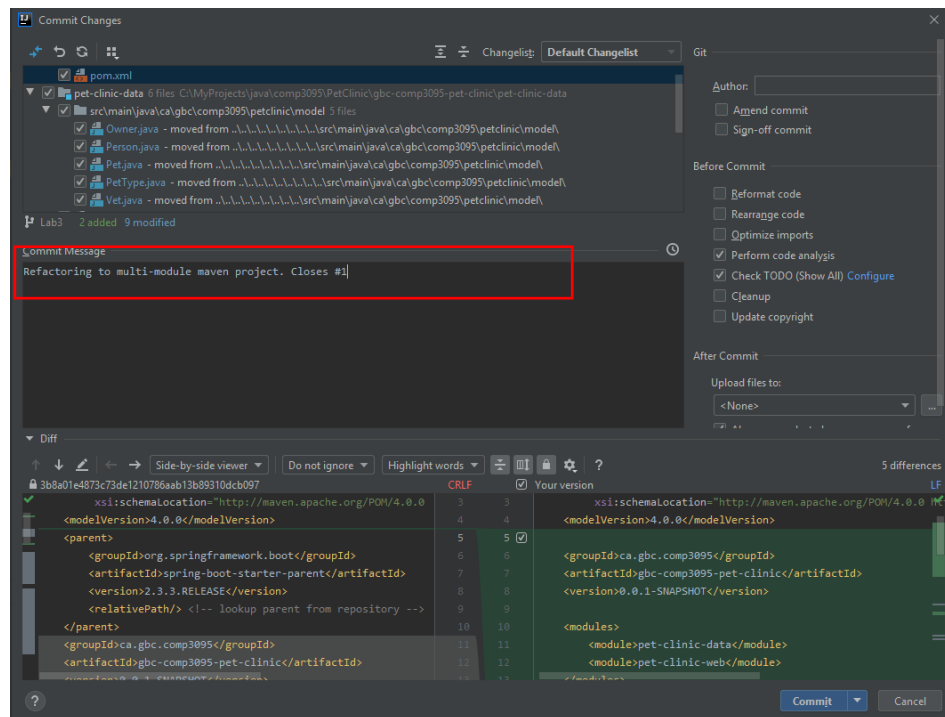 Commit Changes
Changelist: Default Changelist
pom.xml
pet-clinic-data 6 files C:\MyProjects\java\comp3095\PetClinic\gbc-comp3095-pet-clinic\pet-clinic-data
src\main\java\ca\gbc\comp3095\petclinic\model 5 files
Owner.java - moved from ..\..\..\..\..\..\..\..\src\main\java\ca\gbc\comp3095\petclinic\model\
Person.java - moved from ..\..\..\..\..\..\..\..\src\main\java\ca\gbc\comp3095\petclinic\model\
Pet.java - moved from ..\..\..\..\..\..\..\..\src\main\java\ca\gbc\comp3095\petclinic\model\
PetType.java - moved from ..\..\..\..\..\..\..\..\src\main\java\ca\gbc\comp3095\petclinic\model\
Vet.java - moved from ..\..\..\..\..\..\..\..\src\main\java\ca\gbc\comp3095\petclinic\model\
Lab3 2 added 9 modified
Commit Message
Refactoring to multi-module maven project. Closes #1
Git
Author:
Amend commit
Sign-off commit
Before Commit
Reformat code
Rearrange code
Optimize imports
Perform code analysis
Check TODO (Show All) Configure
Cleanup
Update copyright
After Commit
Upload files to:
<None> ...
Diff
Side-by-side viewer Do not ignore Highlight words ? 5 differences
3b8a01e4873c73de1210786aab13b89310dcb097 CRLF Your version LF
xsi:schemaLocation="http://maven.apache.org/POM/4.0.0 3 3 xsi:schemaLocation="http://maven.apache.org/POM/4.0.0
<modelVersion>4.0.0</modelVersion> 4 4 <modelVersion>4.0.0</modelVersion>
<parent> 5 5
<groupId>org.springframework.boot</groupId> 6 6 <groupId>ca.gbc.comp3095</groupId>
<artifactId>spring-boot-starter-parent</artifactId> 7 7 <artifactId>gbc-comp3095-pet-clinic</artifactId>
<version>2.3.3.RELEASE</version> 8 8 <version>0.0.1-SNAPSHOT</version>
<relativePath/> <!-- lookup parent from repository --> 9 9
</parent> 10 10 <modules>
<groupId>ca.gbc.comp3095</groupId> 11 11 <module>pet-clinic-data</module>
<artifactId>gbc-comp3095-pet-clinic</artifactId> 12 12 <module>pet-clinic-web</module>
<version>0.0.1-SNAPSHOT</version> 13 13 </modules>
? Commit Cancel